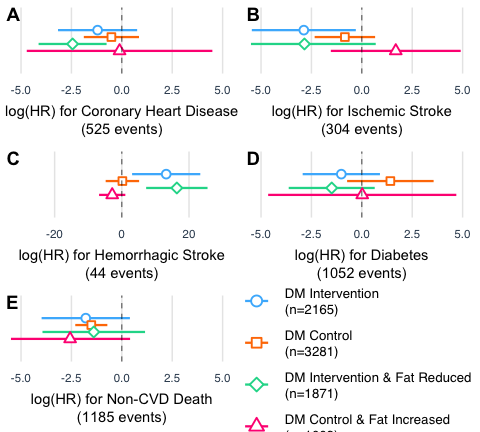 A
-5.0 -2.5 0.0 2.5 5.0
log(HR) for Coronary Heart Disease
(525 events)
B
-5.0 -2.5 0.0 2.5 5.0
log(HR) for Ischemic Stroke
(304 events)
C
-20 0 20
log(HR) for Hemorrhagic Stroke
(44 events)
D
-5.0 -2.5 0.0 2.5 5.0
log(HR) for Diabetes
(1052 events)
E
-5.0 -2.5 0.0 2.5 5.0
log(HR) for Non-CVD Death
(1185 events)
DM Intervention
(n=2165)
DM Control
(n=3281)
DM Intervention & Fat Reduced
(n=1871)
DM Control & Fat Increased